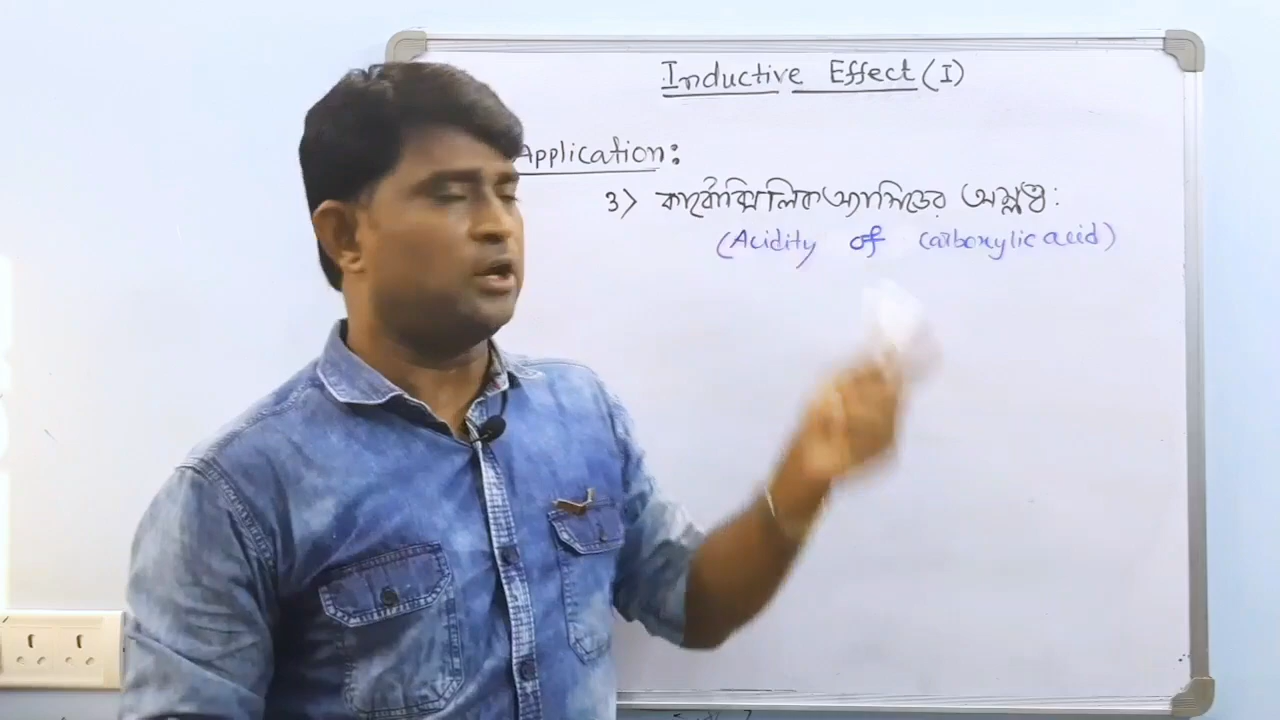 Inductive Effect (I)
Application:
3> কার্বোক্সিলিক অ্যাসিডের অম্লত্ব:
(Acidity of Carboxylic acid)